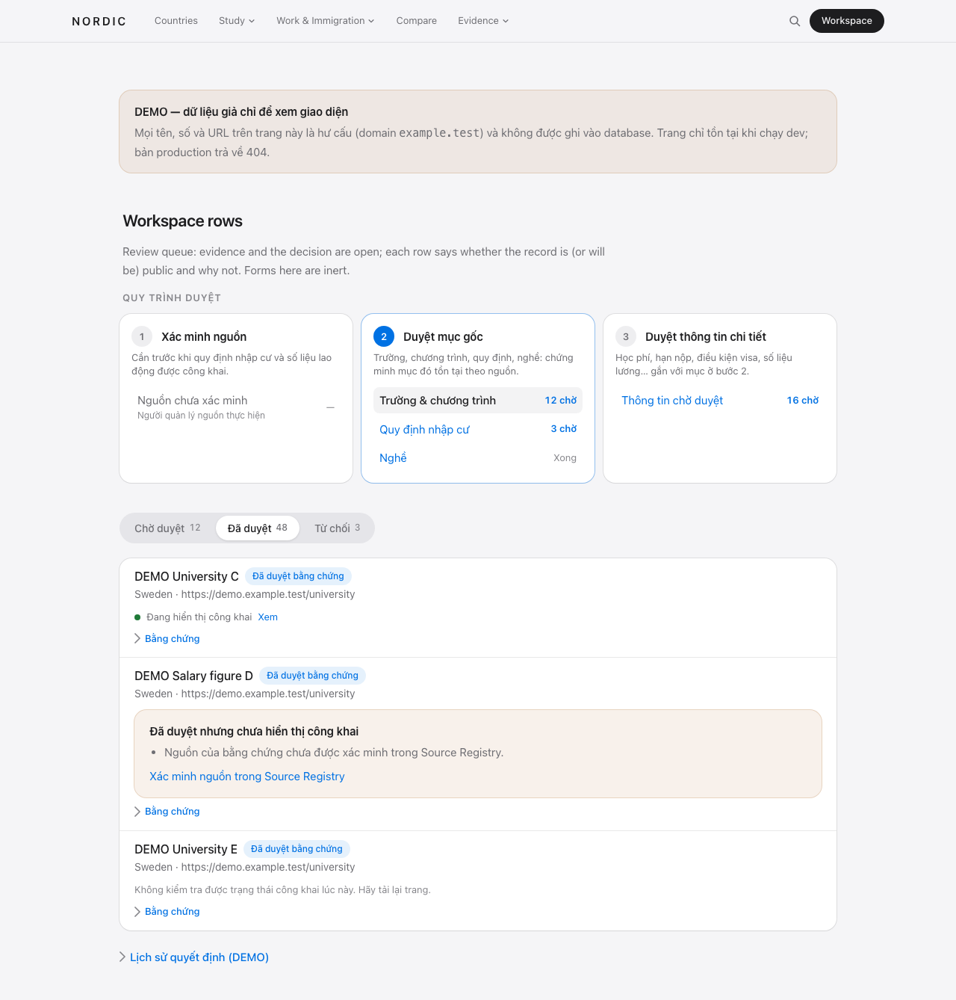 NORDIC
Countries
Study
Work & Immigration
Compare
Evidence
Workspace
DEMO — dữ liệu giả chỉ để xem giao diện
Mọi tên, số và URL trên trang này là hư cấu (domain example.test) và không được ghi vào database. Trang chỉ tồn tại khi chạy dev;
bản production trả về 404.
Workspace rows
Review queue: evidence and the decision are open; each row says whether the record is (or will
be) public and why not. Forms here are inert.
QUY TRÌNH DUYỆT
1 Xác minh nguồn
Cần trước khi quy định nhập cư và số liệu lao
động được công khai.
Nguồn chưa xác minh —
Người quản lý nguồn thực hiện
2 Duyệt mục gốc
Trường, chương trình, quy định, nghề: chứng
minh mục đó tồn tại theo nguồn.
Trường & chương trình 12 chờ
Quy định nhập cư 3 chờ
Nghề Xong
3 Duyệt thông tin chi tiết
Học phí, hạn nộp, điều kiện visa, số liệu
lương... gắn với mục ở bước 2.
Thông tin chờ duyệt 16 chờ
Chờ duyệt 12
Đã duyệt 48
Từ chối 3
DEMO University C Đã duyệt bằng chứng
Sweden · https://demo.example.test/university
Đang hiển thị công khai Xem
Bằng chứng
DEMO Salary figure D Đã duyệt bằng chứng
Sweden · https://demo.example.test/university
Đã duyệt nhưng chưa hiển thị công khai
• Nguồn của bằng chứng chưa được xác minh trong Source Registry.
Xác minh nguồn trong Source Registry
Bằng chứng
DEMO University E Đã duyệt bằng chứng
Sweden · https://demo.example.test/university
Không kiểm tra được trạng thái công khai lúc này. Hãy tải lại trang.
Bằng chứng
Lịch sử quyết định (DEMO)